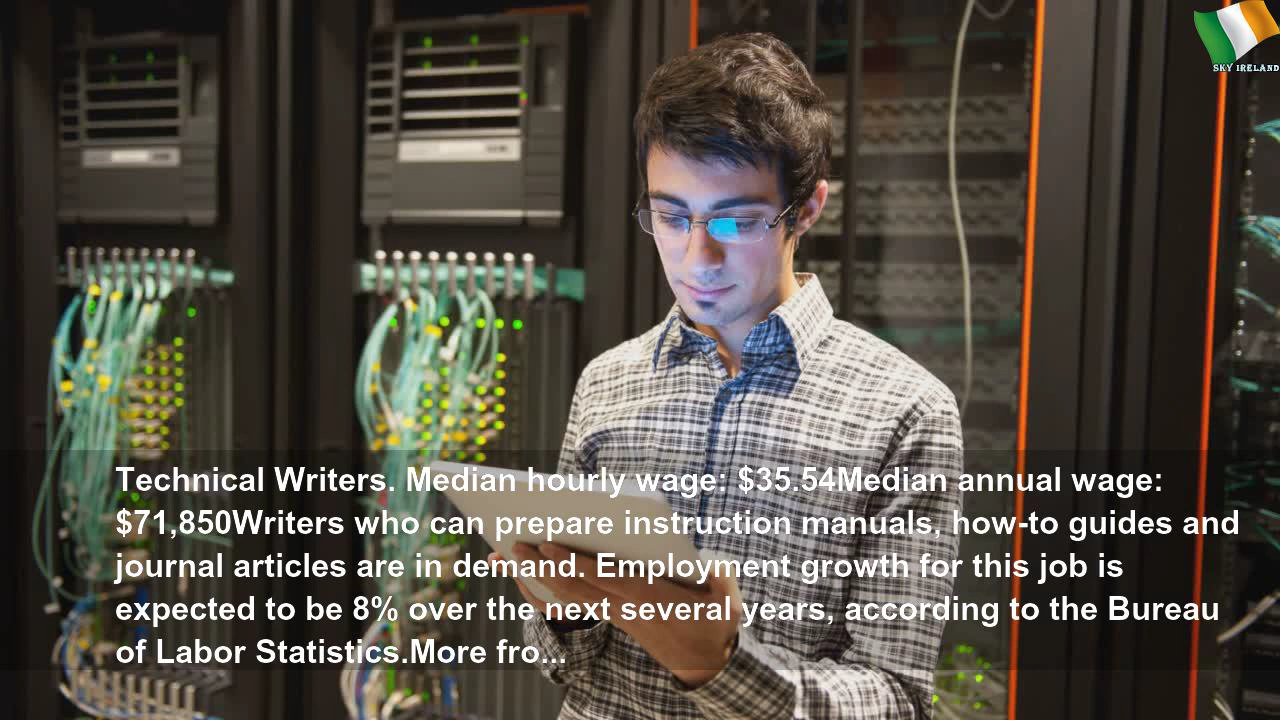 SKY IRELAND
Technical Writers. Median hourly wage: $35.54Median annual wage:
$71,850Writers who can prepare instruction manuals, how-to guides and
journal articles are in demand. Employment growth for this job is
expected to be 8% over the next several years, according to the Bureau
of Labor Statistics.More fro...